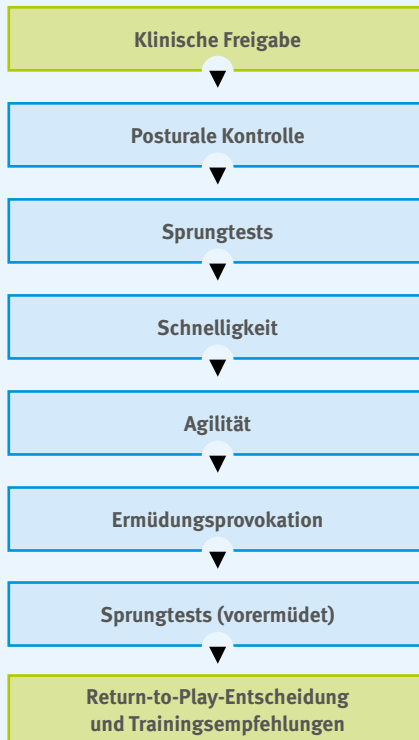 Klinische Freigabe
Posturale Kontrolle
Sprungtests
Schnelligkeit
Agilität
Ermüdungsprovokation
Sprungtests (vorermüdet)
Return-to-Play-Entscheidung
und Trainingsempfehlungen